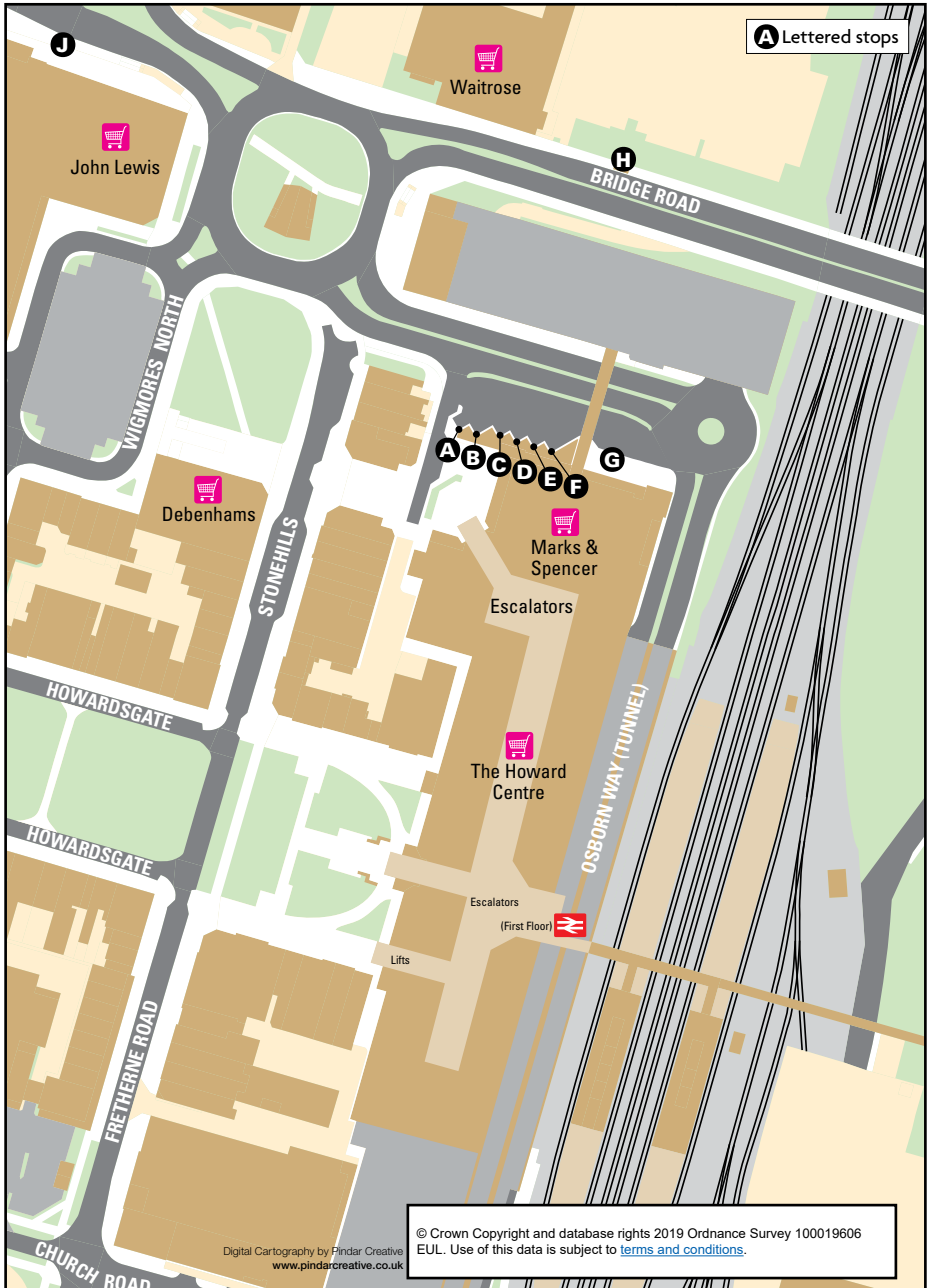 J
A Lettered stops
Waitrose
John Lewis
H
BRIDGE ROAD
WIGMORES NORTH
A
B
C
D
E
F
G
Debenhams
STONEHILLS
Marks &
Spencer
Escalators
HOWARDSGATE
OSBORN WAY (TUNNEL)
The Howard
Centre
HOWARDSGATE
Escalators
(First Floor)
Lifts
FRETHERNE ROAD
CHURCH ROAD
Digital Cartography by Pindar Creative
www.pindarcreative.co.uk
© Crown Copyright and database rights 2019 Ordnance Survey 100019606
EUL. Use of this data is subject to terms and conditions.